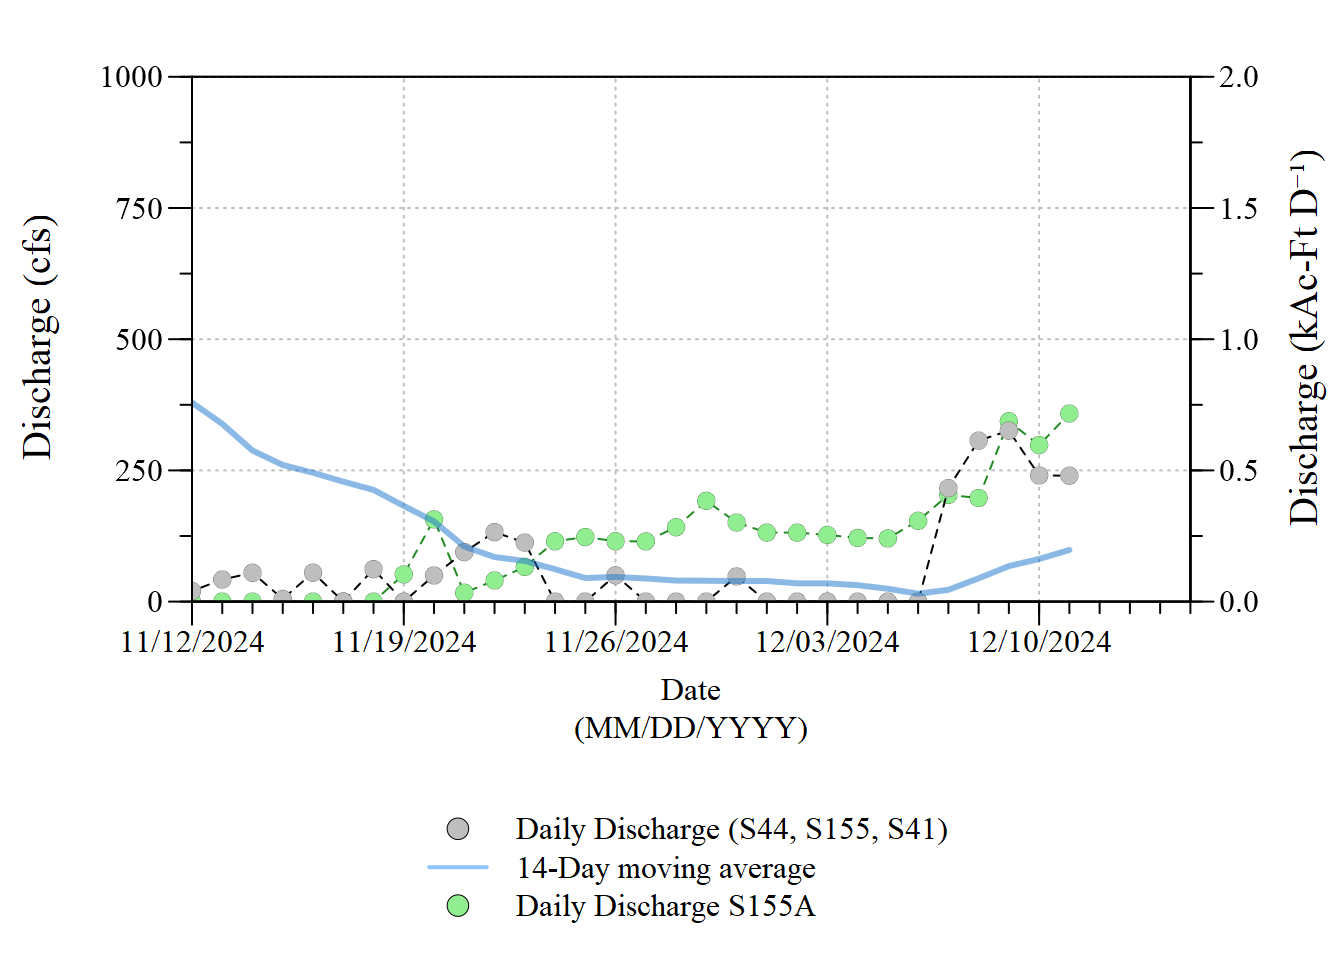 1000
750
500
250
0
Discharge (cfs)
2.0
1.5
1.0
0.5
0.0
Discharge (kAc-Ft D⁻¹)
11/12/2024 11/19/2024 11/26/2024 12/03/2024 12/10/2024
Date
(MM/DD/YYYY)
Daily Discharge (S44, S155, S41)
14-Day moving average
Daily Discharge S155A